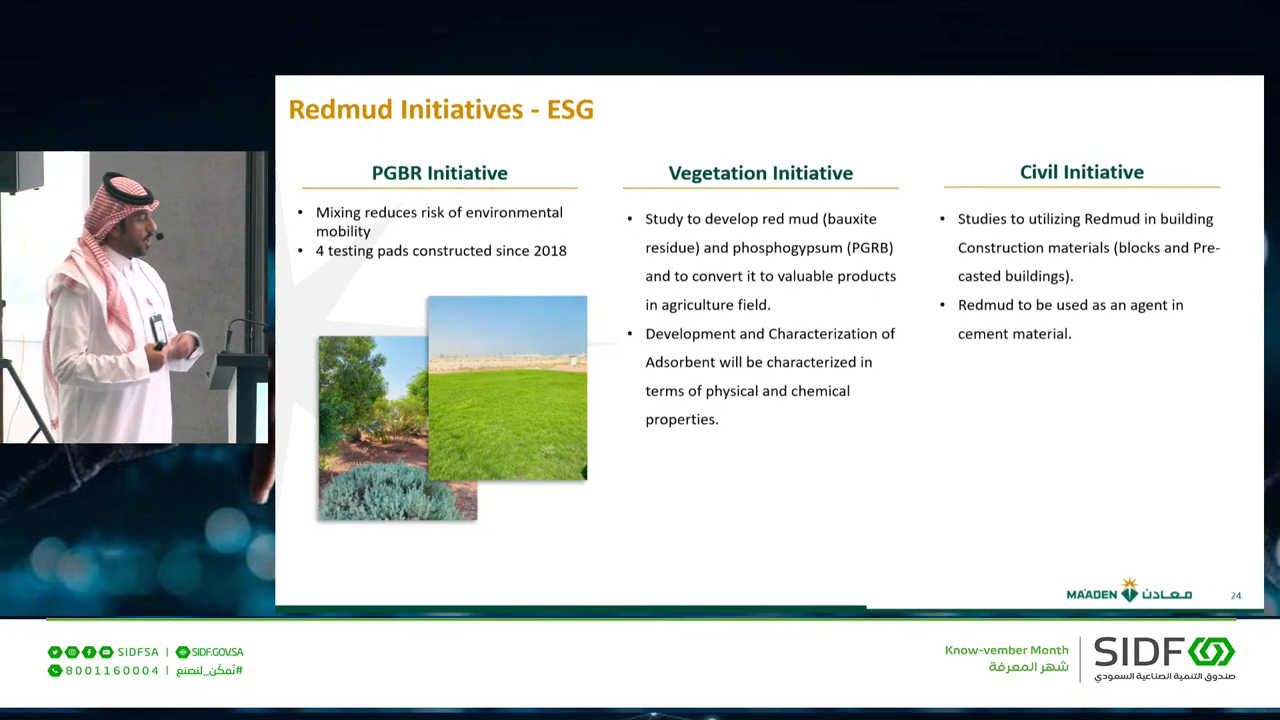 Redmud Initiatives - ESG
PGBR Initiative
• Mixing reduces risk of environmental
mobility
• 4 testing pads constructed since 2018
Vegetation Initiative
• Study to develop red mud (bauxite
residue) and phosphogypsum (PGRB)
and to convert it to valuable products
in agriculture field.
• Development and Characterization of
Adsorbent will be characterized in
terms of physical and chemical
properties.
Civil Initiative
• Studies to utilizing Redmud in building
Construction materials (blocks and Pre-
casted buildings).
• Redmud to be used as an agent in
cement material.
MA'ADEN معادن
24
SIDFSA | SIDF.GOV.SA
8001160004 | #نُمكّن_لنصنع
Know-vember Month
شهر المعرفة
SIDF
صندوق التنمية الصناعية السعودي